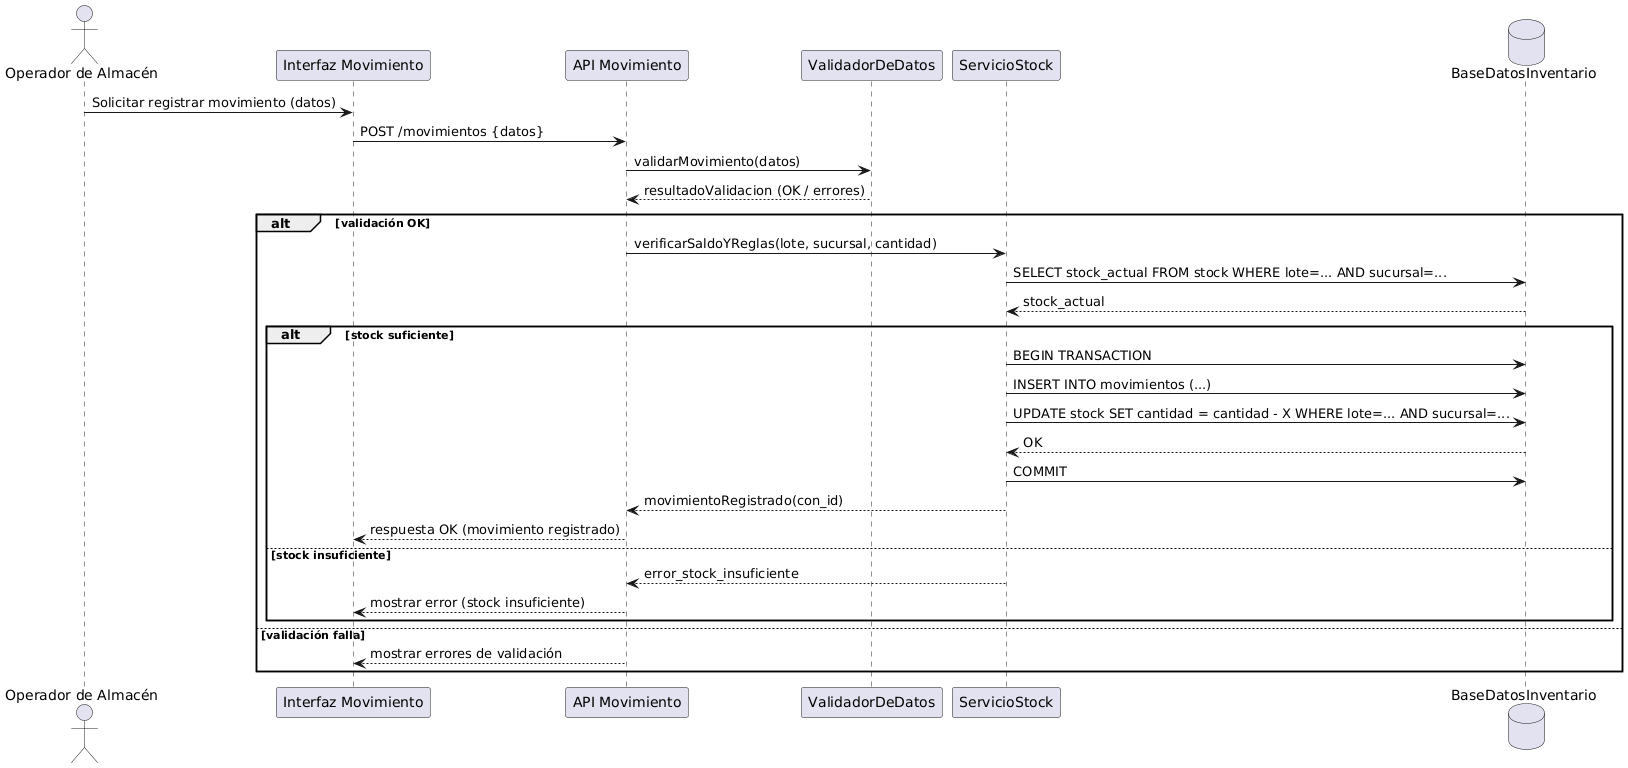 Operador de Almacén
Interfaz Movimiento
API Movimiento
ValidadorDeDatos
ServicioStock
BaseDatosInventario
Solicitar registrar movimiento (datos)
POST /movimientos {datos}
validarMovimiento(datos)
resultadoValidacion (OK / errores)
alt
[validación OK]
verificarSaldoYReglas(lote, sucursal, cantidad)
SELECT stock_actual FROM stock WHERE lote=... AND sucursal=...
stock_actual
alt
[stock suficiente]
BEGIN TRANSACTION
INSERT INTO movimientos (...)
UPDATE stock SET cantidad = cantidad - X WHERE lote=... AND sucursal=...
OK
COMMIT
movimientoRegistrado(con_id)
respuesta OK (movimiento registrado)
[stock insuficiente]
error_stock_insuficiente
mostrar error (stock insuficiente)
[validación falla]
mostrar errores de validación
Operador de Almacén
Interfaz Movimiento
API Movimiento
ValidadorDeDatos
ServicioStock
BaseDatosInventario